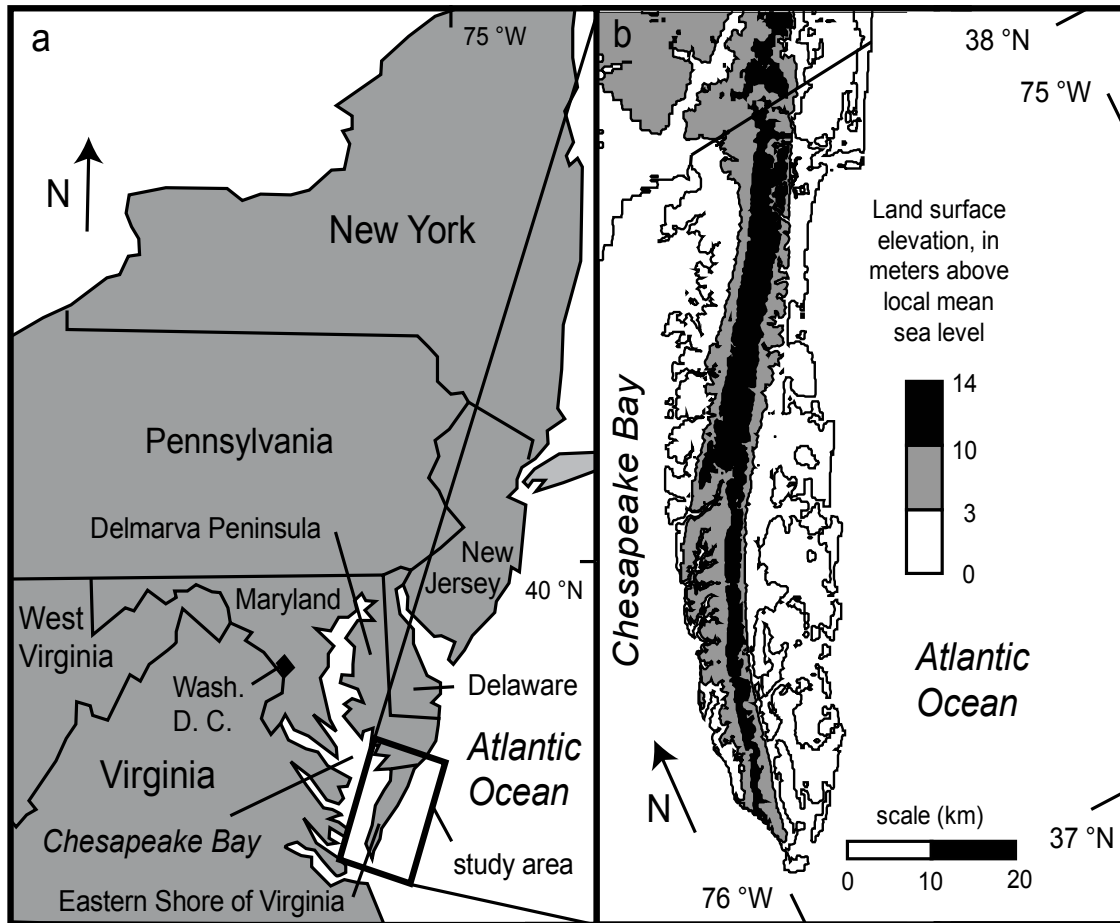 a
75 °W
N
New York
Pennsylvania
Delmarva Peninsula
New
Jersey
40 °N
West
Virginia
Maryland
Wash.
D. C.
Delaware
Virginia
Atlantic
Ocean
Chesapeake Bay
study area
Eastern Shore of Virginia
b
38 °N
75 °W
Land surface
elevation, in
meters above
local mean
sea level
14
10
3
0
Chesapeake Bay
Atlantic
Ocean
N
scale (km)
0 10 20
37 °N
76 °W